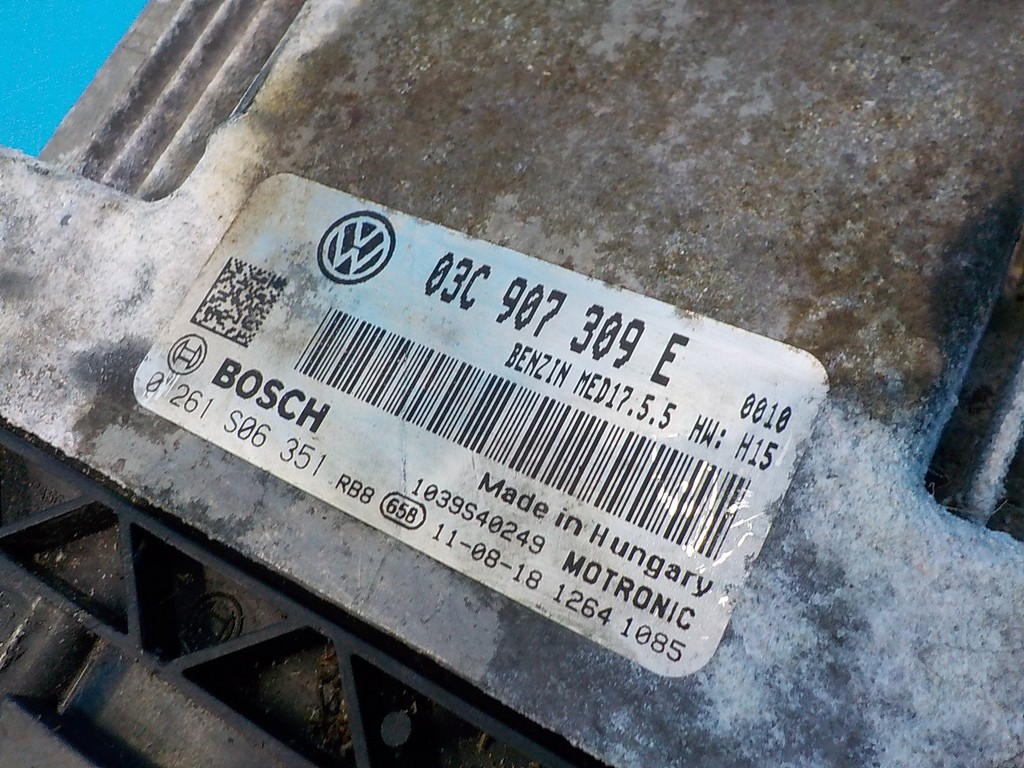 03C 907 309 E
0010
BENZIN MED17.5.5 HW: H15
BOSCH
Made in Hungary
0 261 S06 351
1039S40249 MOTRONIC
RB8 65B 11-08-18 1264 1085